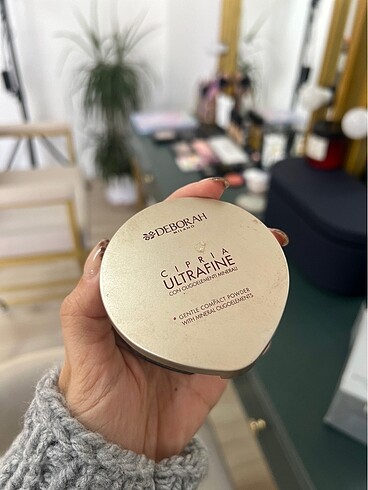 DEBORAH
MILANO
CIPRIA
ULTRAFINE
CON OLIGOELEMENTI MINERALI
• GENTLE COMPACT POWDER
WITH MINERAL OLIGOELEMENTS